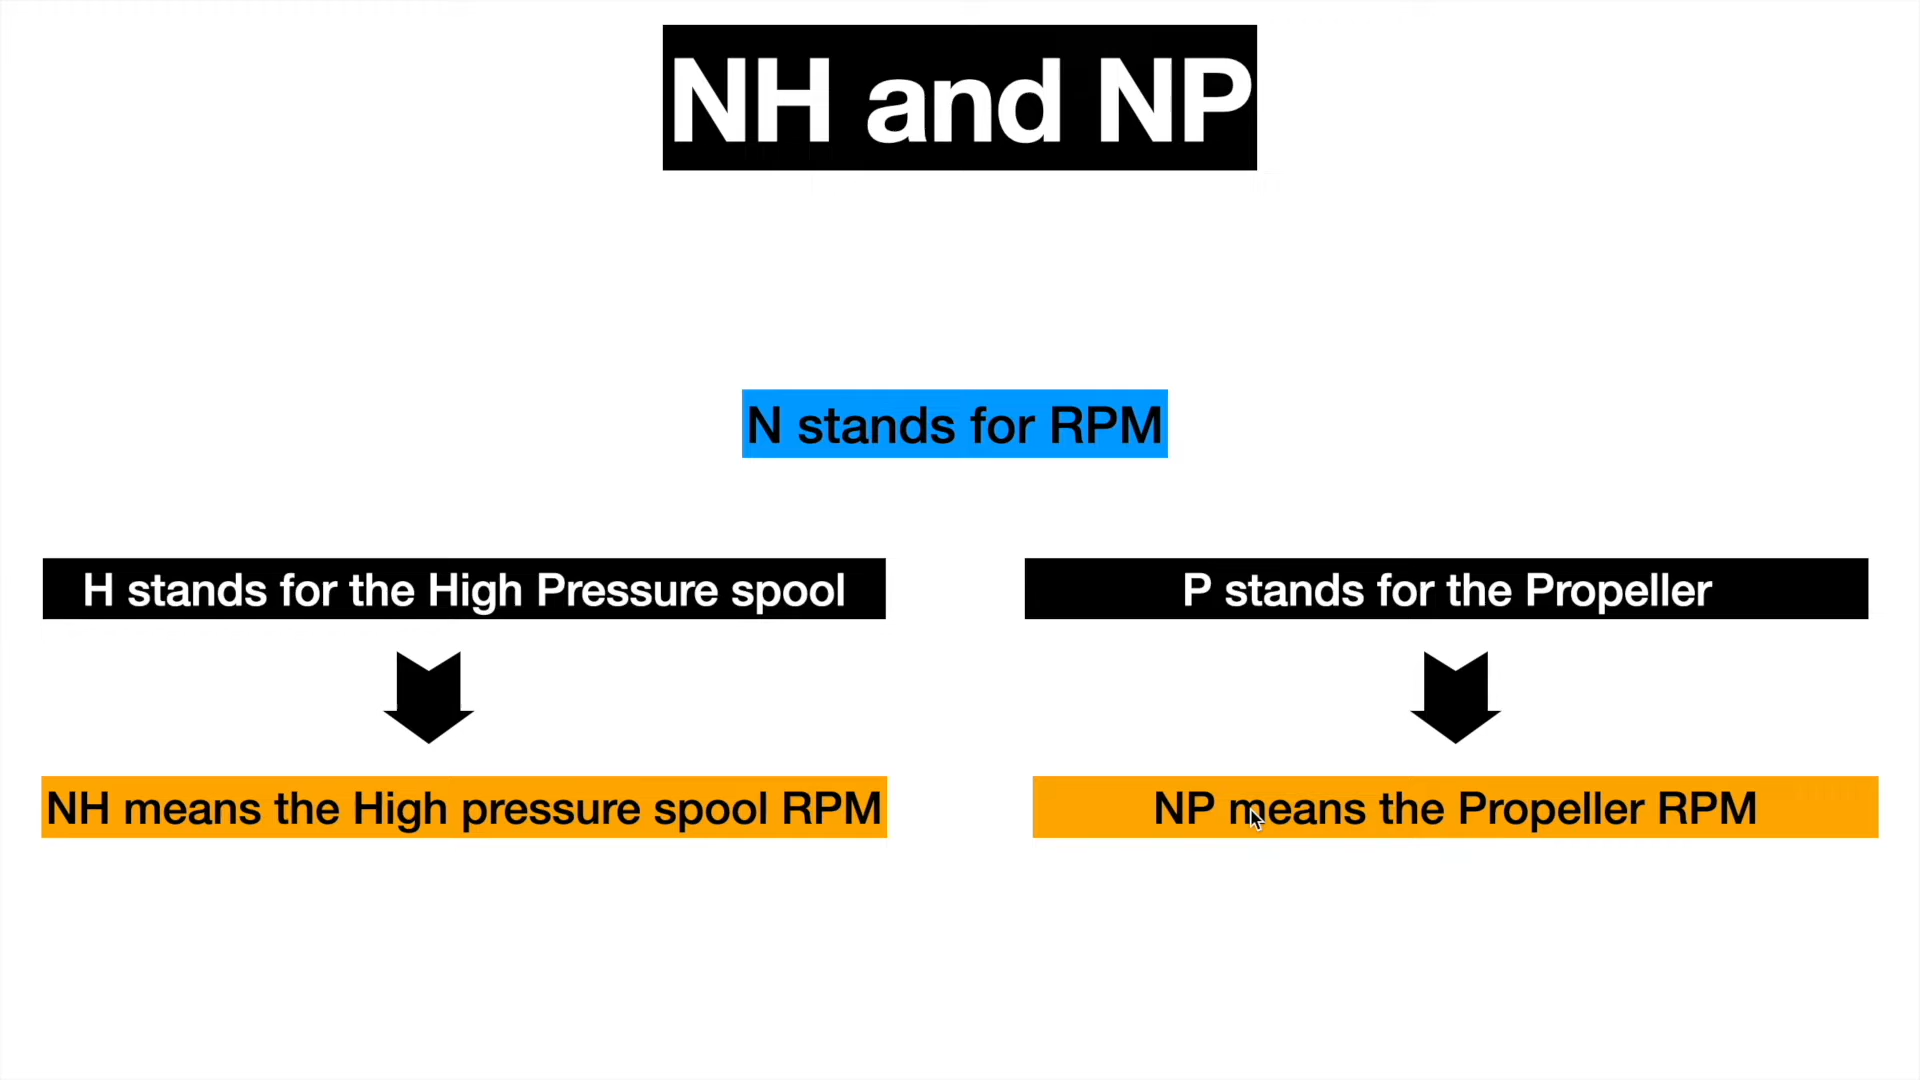 NH and NP
N stands for RPM
H stands for the High Pressure spool
P stands for the Propeller
NH means the High pressure spool RPM
NP means the Propeller RPM